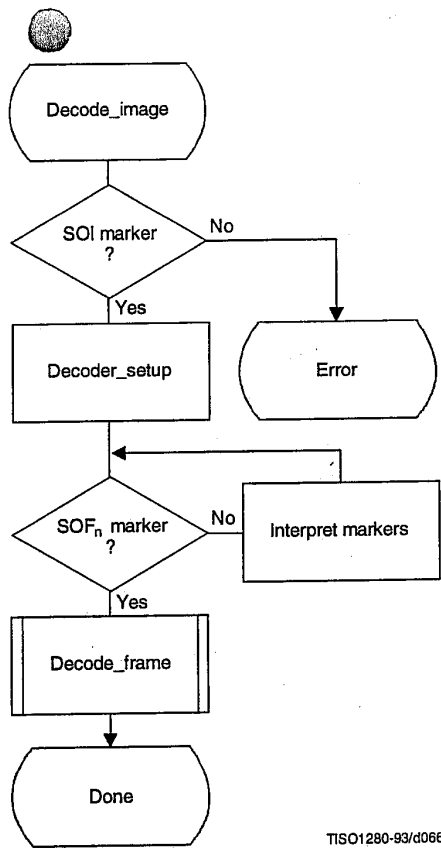 Decode_image
SOI marker
?
No
Yes
Decoder_setup
Error
SOFn marker
?
No
Interpret markers
Yes
Decode_frame
Done
TISO1280-93/d066